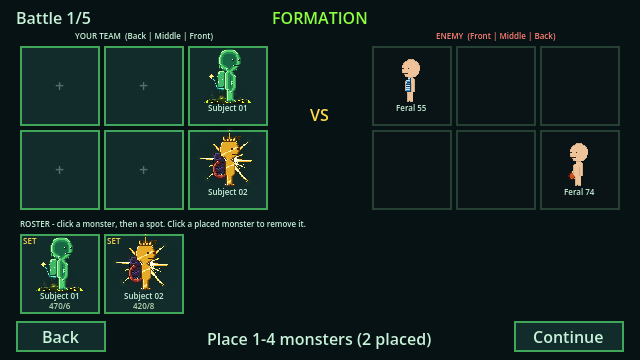 Battle 1/5
FORMATION
YOUR TEAM (Back | Middle | Front)
ENEMY (Front | Middle | Back)
+
+
Subject 01
VS
Feral 55
+
+
Subject 02
Feral 74
ROSTER - click a monster, then a spot. Click a placed monster to remove it.
SET
Subject 01
470/6
SET
Subject 02
420/8
Back
Place 1-4 monsters (2 placed)
Continue